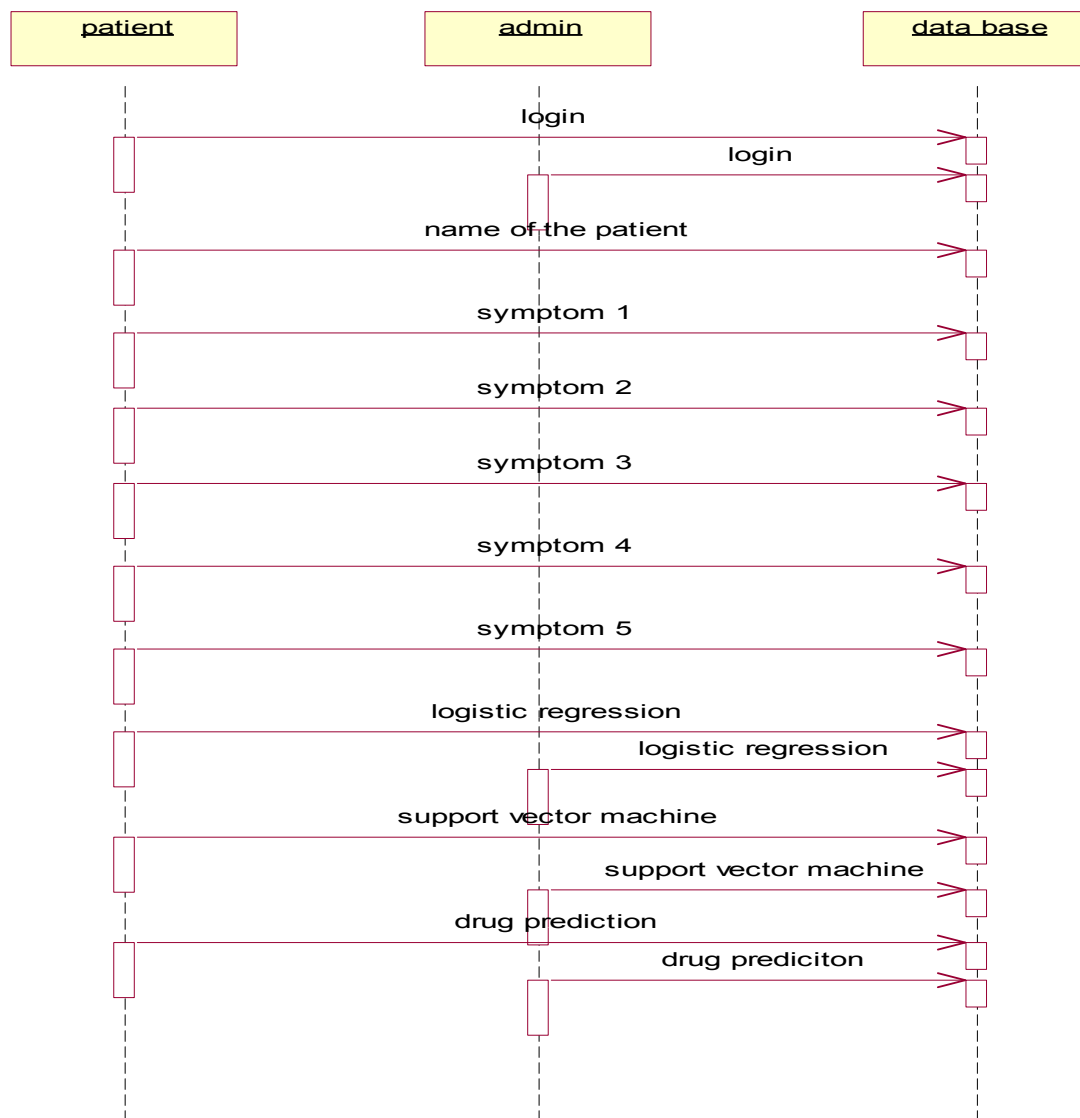 patient
admin
data base
login
login
name of the patient
symptom 1
symptom 2
symptom 3
symptom 4
symptom 5
logistic regression
logistic regression
support vector machine
support vector machine
drug prediction
drug prediciton